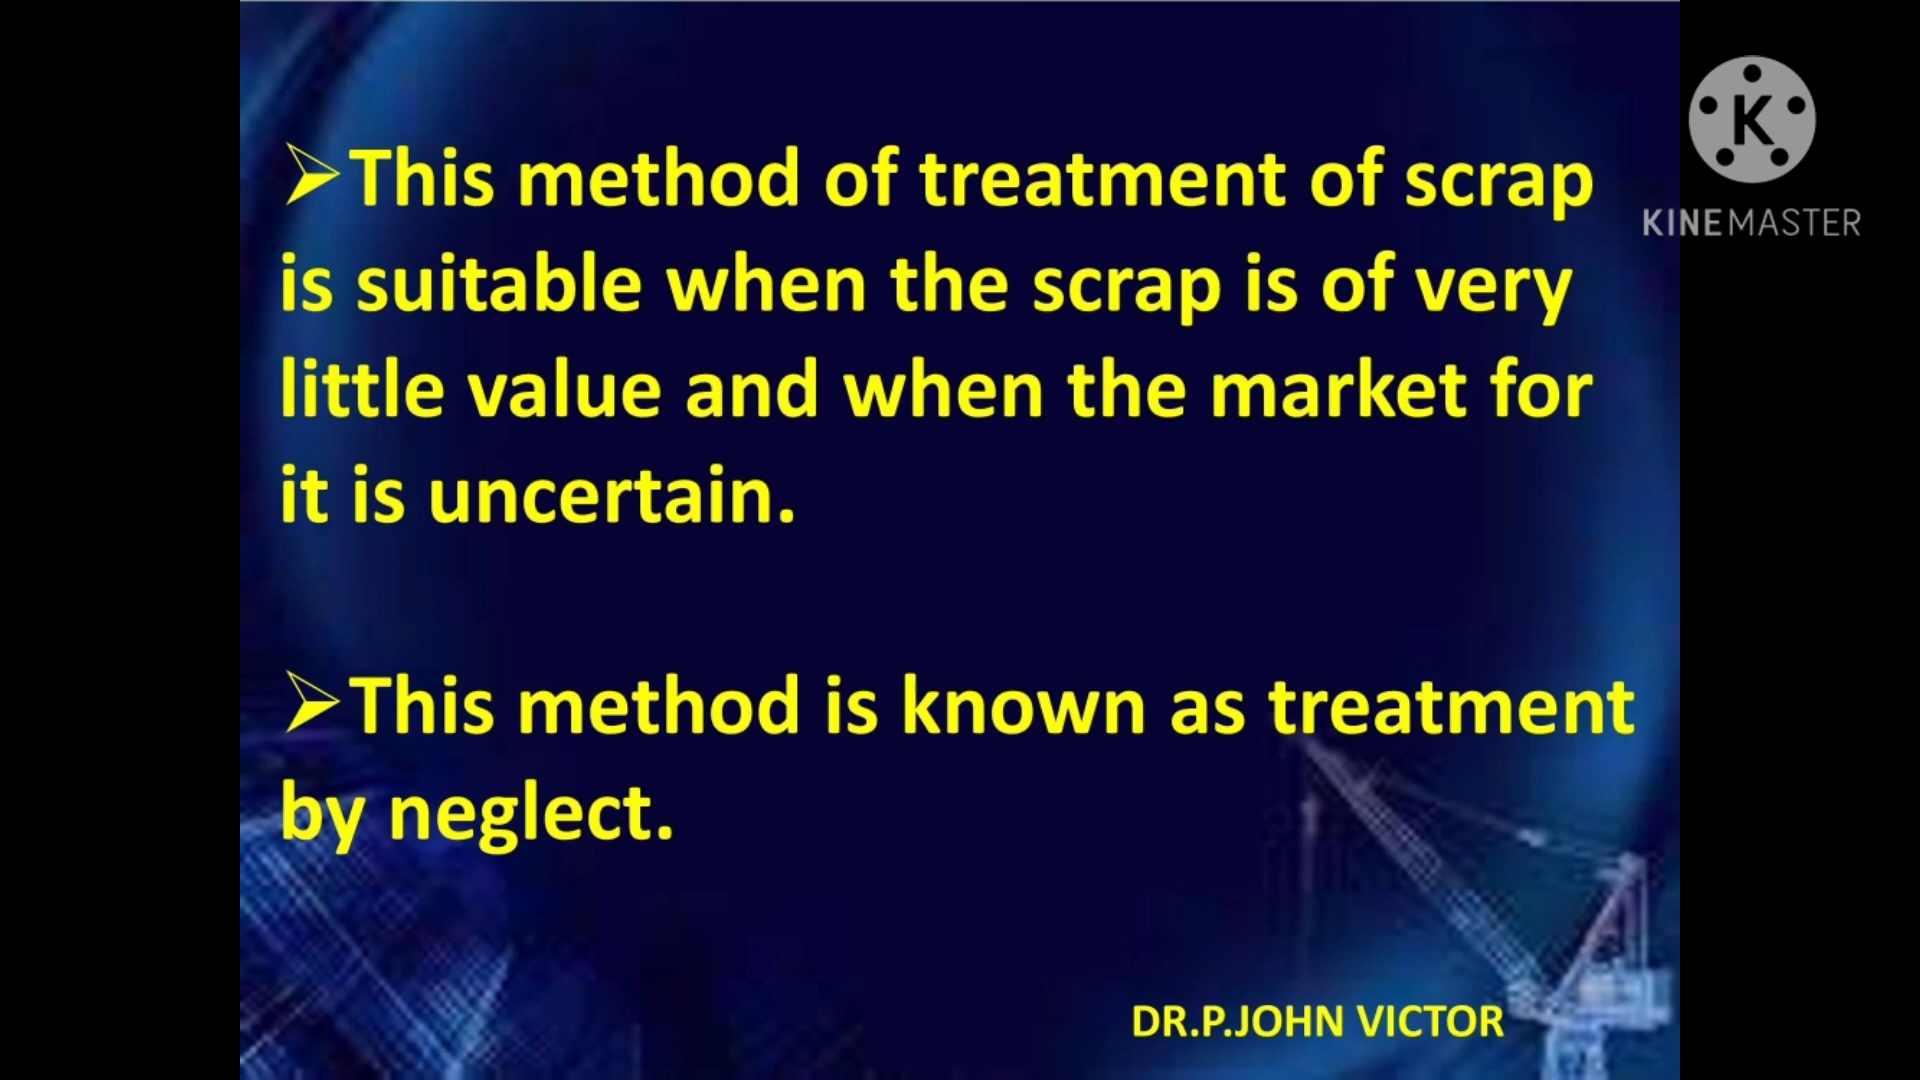 ➢This method of treatment of scrap
is suitable when the scrap is of very
little value and when the market for
it is uncertain.
➢This method is known as treatment
by neglect.
DR.P.JOHN VICTOR
K
KINEMASTER